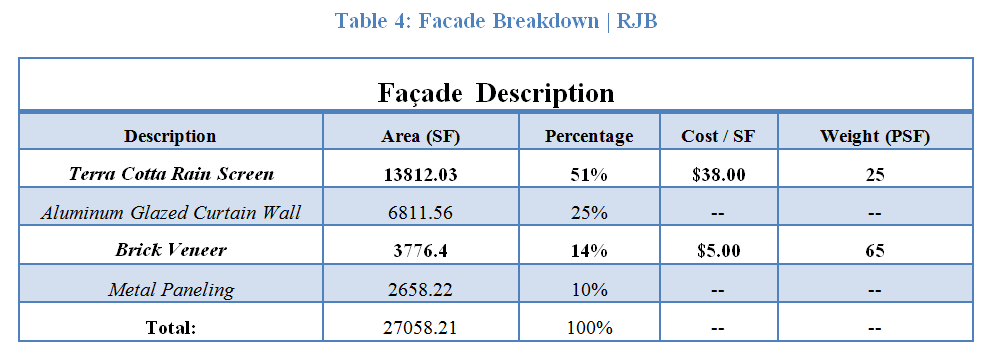 Table 4: Facade Breakdown | RJB
Façade Description
Description Area (SF) Percentage Cost / SF Weight (PSF)
Terra Cotta Rain Screen 13812.03 51% $38.00 25
Aluminum Glazed Curtain Wall 6811.56 25% -- --
Brick Veneer 3776.4 14% $5.00 65
Metal Paneling 2658.22 10% -- --
Total: 27058.21 100% -- --